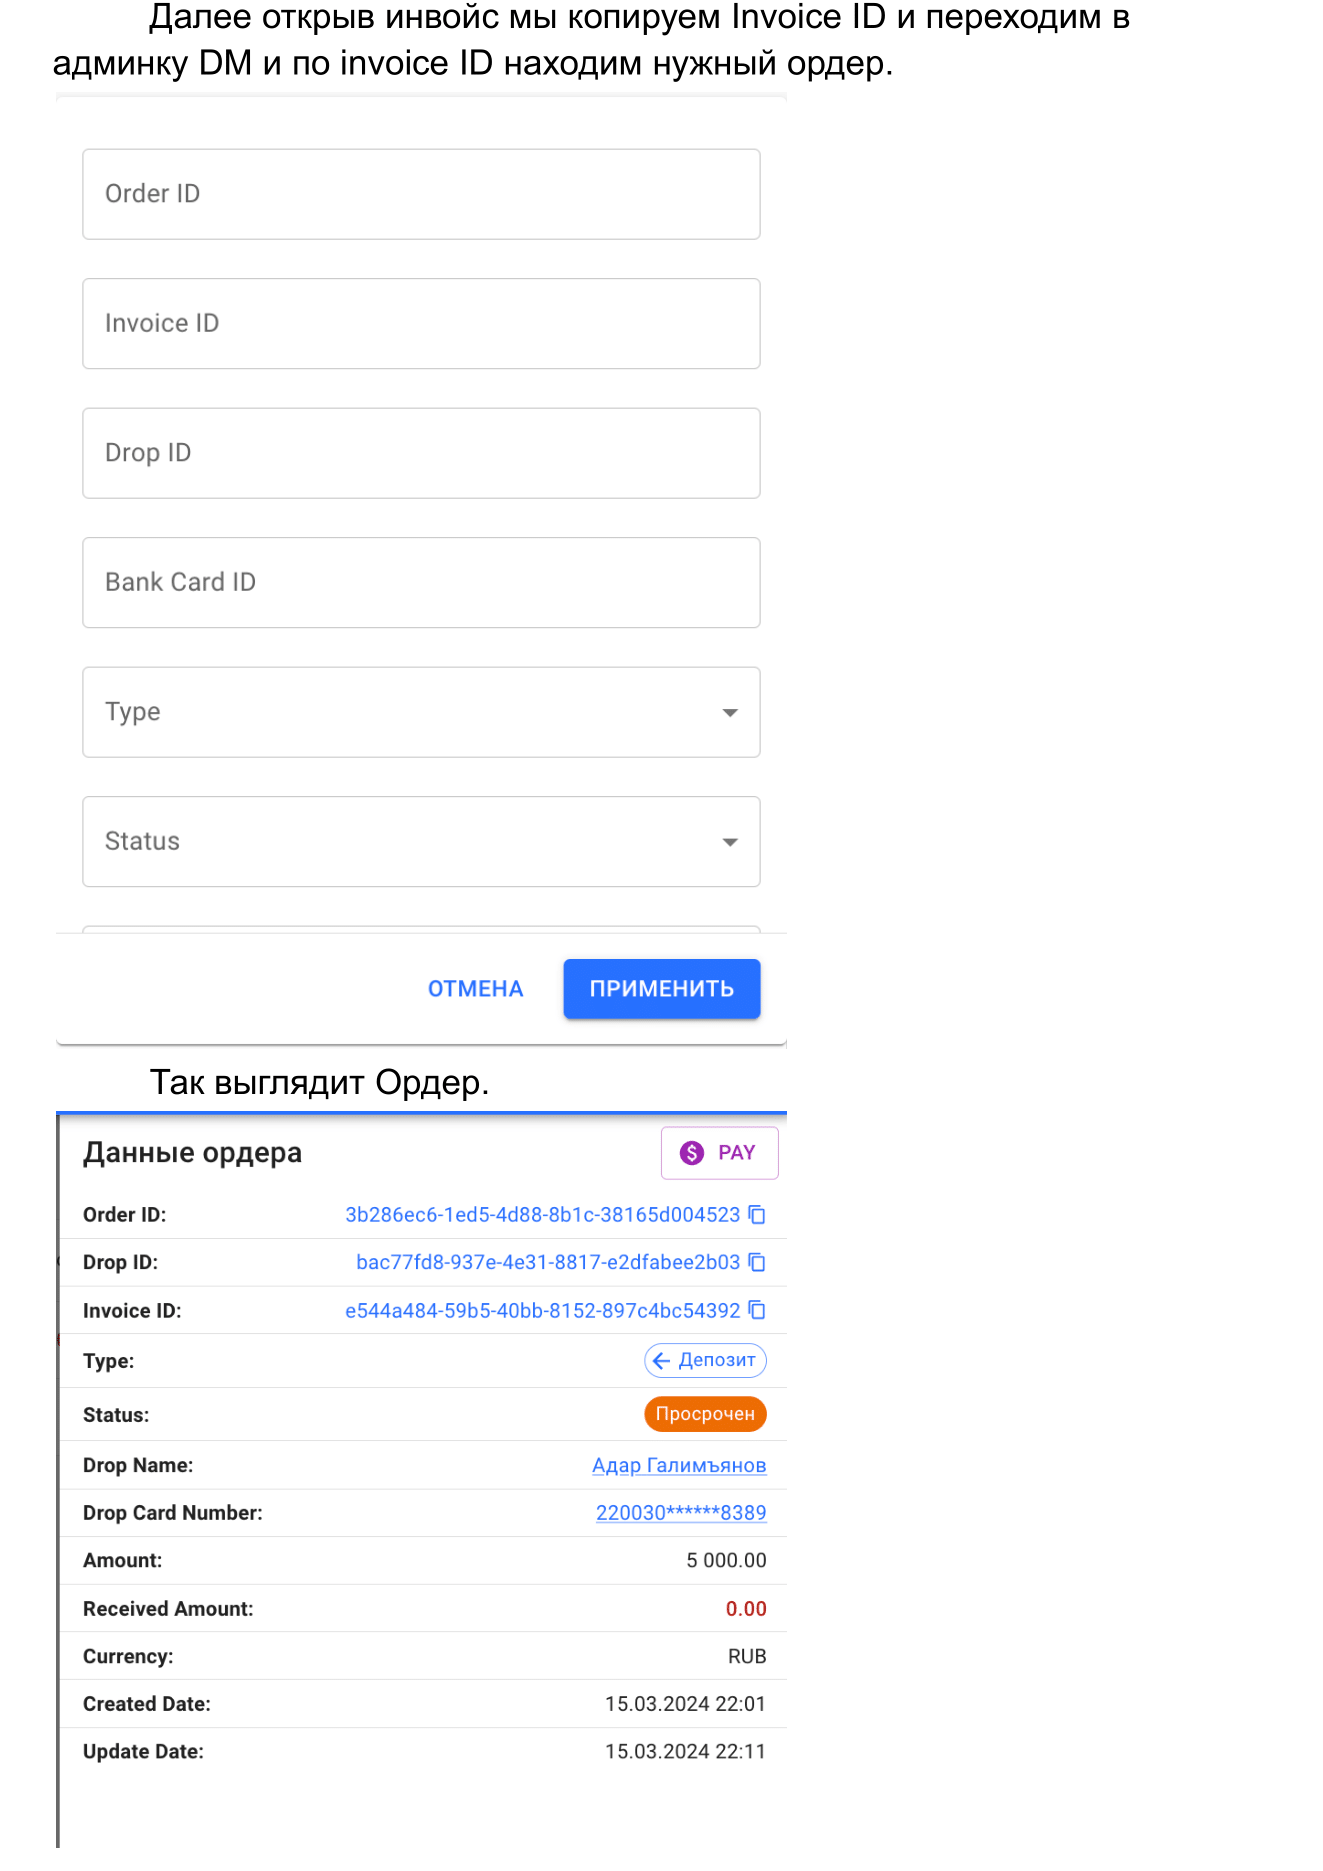 Далее открыв инвойс мы копируем Invoice ID и переходим в
админку DM и по invoice ID находим нужный ордер.
Order ID
Invoice ID
Drop ID
Bank Card ID
Type
Status
ОТМЕНА ПРИМЕНИТЬ
Так выглядит Ордер.
Данные ордера PAY
Order ID: 3b286ec6-1ed5-4d88-8b1c-38165d004523
Drop ID: bac77fd8-937e-4e31-8817-e2dfabee2b03
Invoice ID: e544a484-59b5-40bb-8152-897c4bc54392
Type: Депозит
Status: Просрочен
Drop Name: Адар Галимъянов
Drop Card Number: 220030******8389
Amount: 5 000.00
Received Amount: 0.00
Currency: RUB
Created Date: 15.03.2024 22:01
Update Date: 15.03.2024 22:11